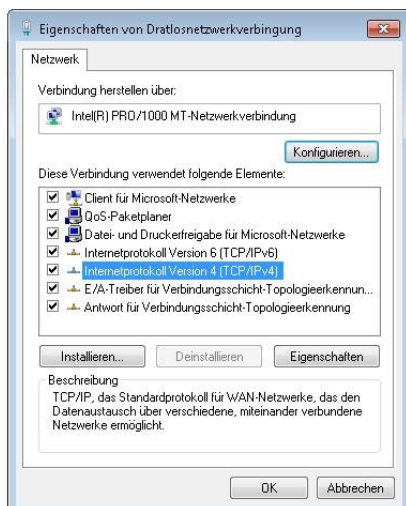 Eigenschaften von Dratlosnetzwerkverbingung
Netzwerk
Verbindung herstellen über:
Intel(R) PRO/1000 MT-Netzwerkverbindung
Konfigurieren...
Diese Verbindung verwendet folgende Elemente:
Client für Microsoft-Netzwerke
QoS-Paketplaner
Datei- und Druckerfreigabe für Microsoft-Netzwerke
Internetprotokoll Version 6 (TCP/IPv6)
Internetprotokoll Version 4 (TCP/IPv4)
E/A-Treiber für Verbindungsschicht-Topologieerkennun...
Antwort für Verbindungsschicht-Topologieerkennung
Installieren... Deinstallieren Eigenschaften
Beschreibung
TCP/IP, das Standardprotokoll für WAN-Netzwerke, das den
Datenaustausch über verschiedene, miteinander verbundene
Netzwerke ermöglicht.
OK Abbrechen